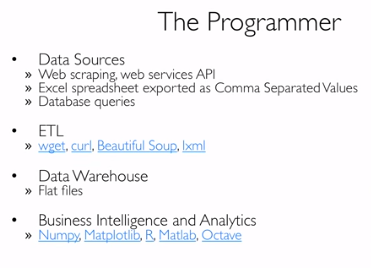 The Programmer
• Data Sources
» Web scraping, web services API
» Excel spreadsheet exported as Comma Separated Values
» Database queries
• ETL
» wget, curl, Beautiful Soup, lxml
• Data Warehouse
» Flat files
• Business Intelligence and Analytics
» Numpy, Matplotlib, R, Matlab, Octave